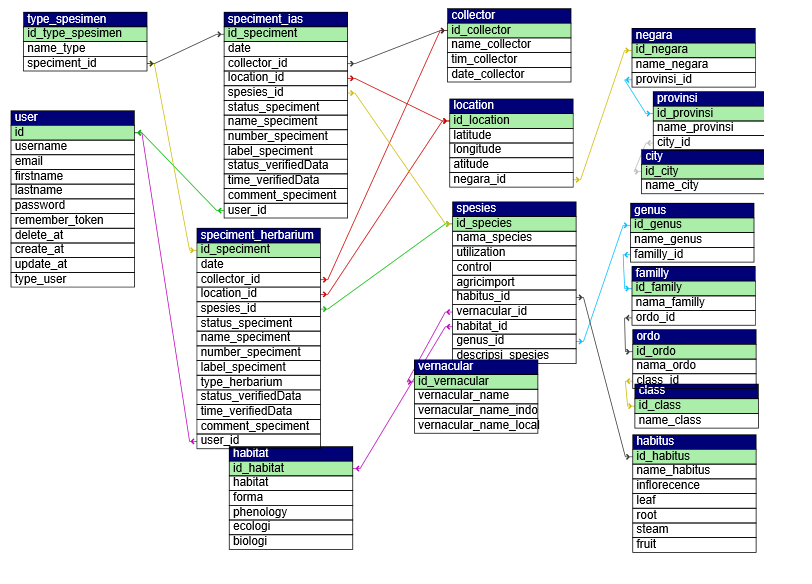 type_spesimen
id_type_spesimen
name_type
speciment_id
user
id
username
email
firstname
lastname
password
remember_token
delete_at
create_at
update_at
type_user
speciment_ias
id_speciment
date
collector_id
location_id
spesies_id
status_speciment
name_speciment
number_speciment
label_speciment
status_verifiedData
time_verifiedData
comment_speciment
user_id
speciment_herbarium
id_speciment
date
collector_id
location_id
spesies_id
status_speciment
name_speciment
number_speciment
label_speciment
type_herbarium
status_verifiedData
time_verifiedData
comment_speciment
user_id
habitat
id_habitat
habitat
forma
phenology
ecologi
biologi
collector
id_collector
name_collector
tim_collector
date_collector
location
id_location
latitude
longitude
atitude
negara_id
spesies
id_species
nama_species
utilization
control
agricimport
habitus_id
vernacular_id
habitat_id
genus_id
descripsi_spesies
vernacular
id_vernacular
vernacular_name
vernacular_name_indo
vernacular_name_local
negara
id_negara
name_negara
provinsi_id
provinsi
id_provinsi
name_provinsi
city_id
city
id_city
name_city
genus
id_genus
name_genus
familly_id
familly
id_family
nama_familly
ordo_id
ordo
id_ordo
nama_ordo
class_id
class
id_class
name_class
habitus
id_habitus
name_habitus
inflorecence
leaf
root
steam
fruit